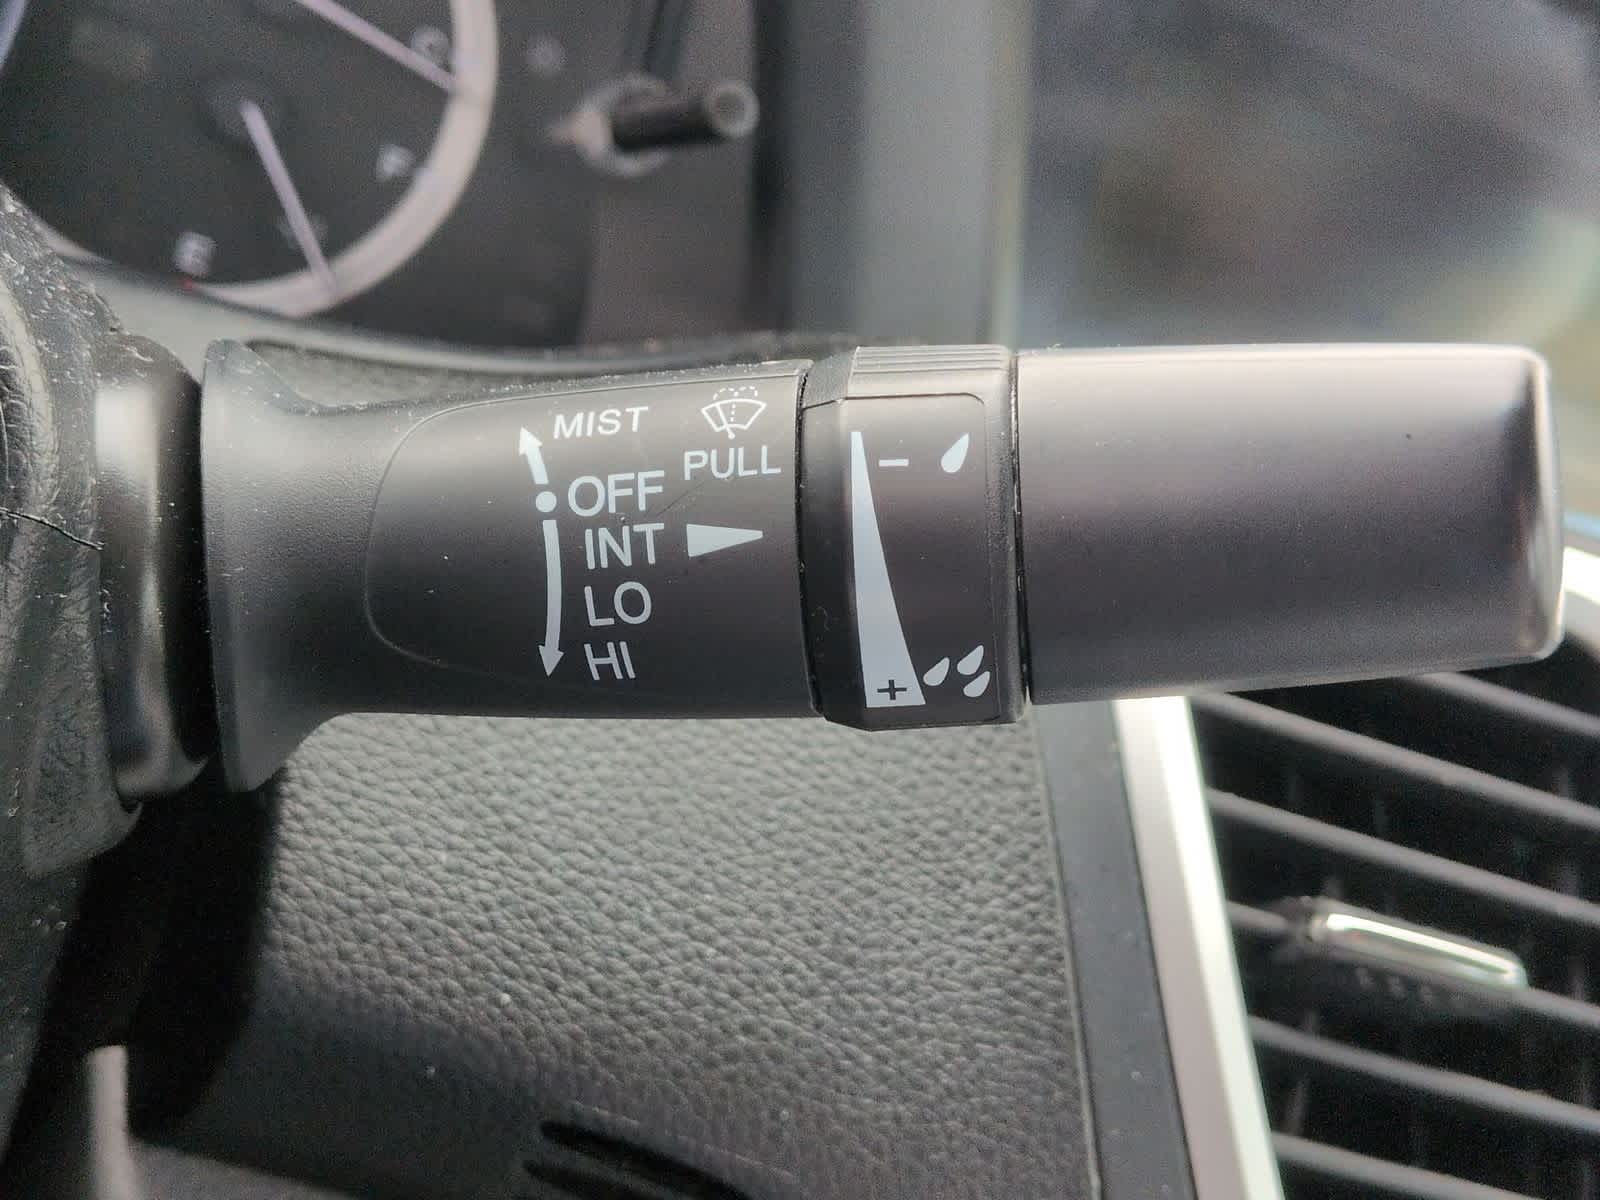 MIST
PULL
OFF
INT
LO
HI
−
+
E
F
C